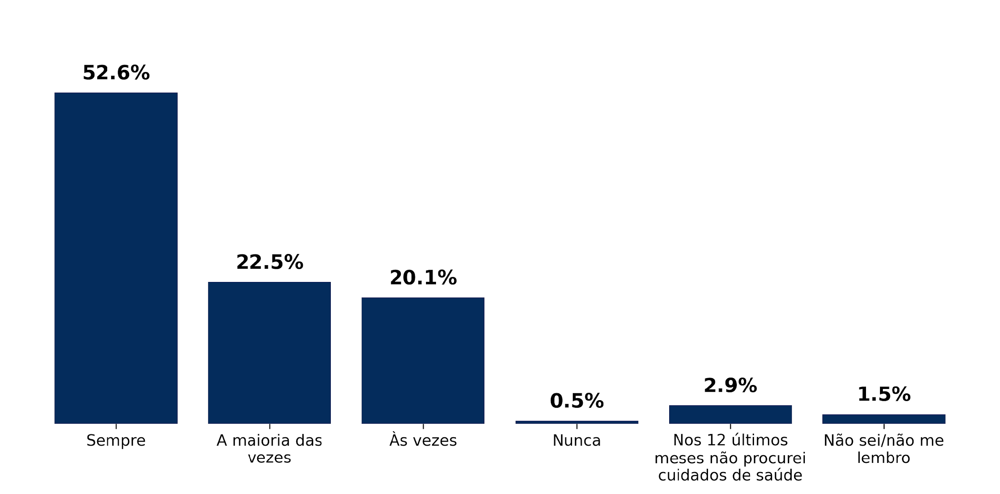 52.6%
22.5%
20.1%
0.5%
2.9%
1.5%
Sempre
A maioria das
vezes
Às vezes
Nunca
Nos 12 últimos
meses não procurei
cuidados de saúde
Não sei/não me
lembro